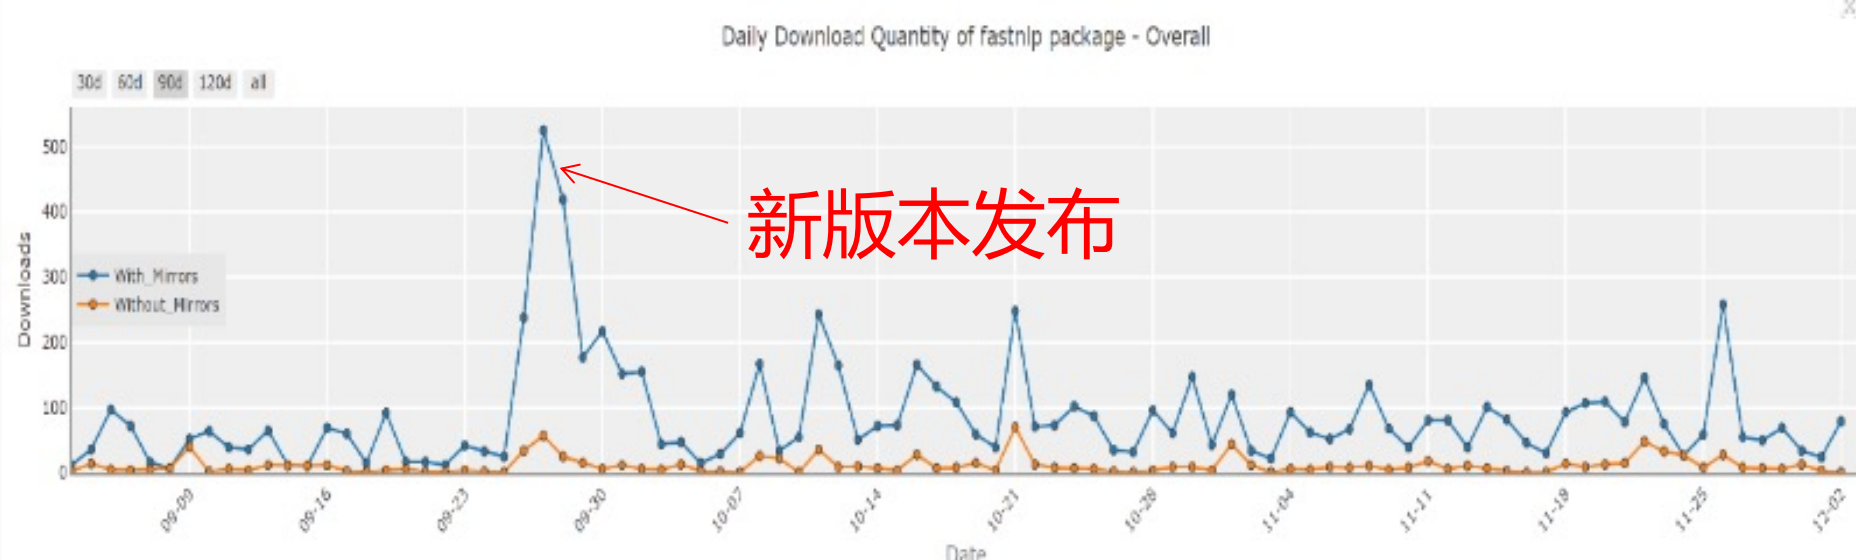 Daily Download Quantity of fastnlp package - Overall
30d 60d 90d 120d all
500
400
300
200
100
0
Downloads
With_Mirrors
Without_Mirrors
新版本发布
09-09 09-16 09-23 09-30 10-07 10-14 10-21 10-28 11-04 11-11 11-18 11-25 12-02
Date